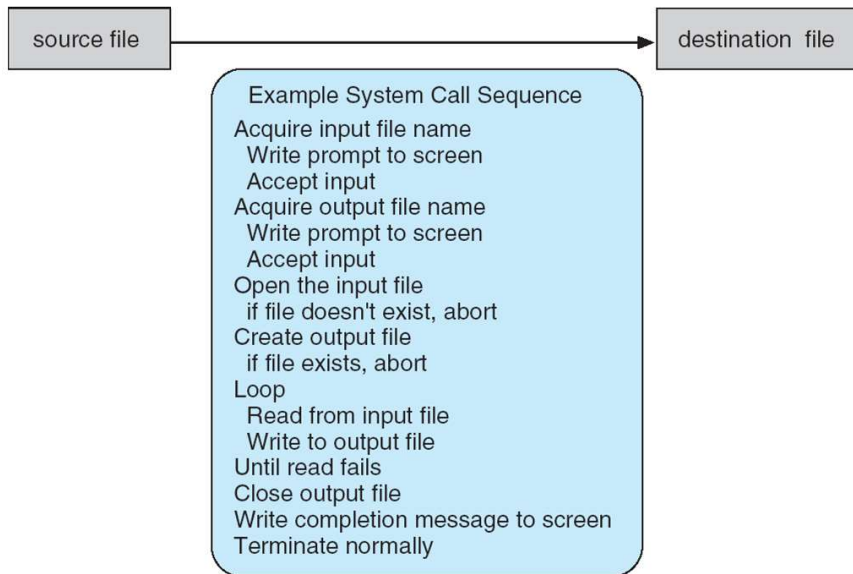 source file
destination file
Example System Call Sequence
Acquire input file name
Write prompt to screen
Accept input
Acquire output file name
Write prompt to screen
Accept input
Open the input file
if file doesn't exist, abort
Create output file
if file exists, abort
Loop
Read from input file
Write to output file
Until read fails
Close output file
Write completion message to screen
Terminate normally